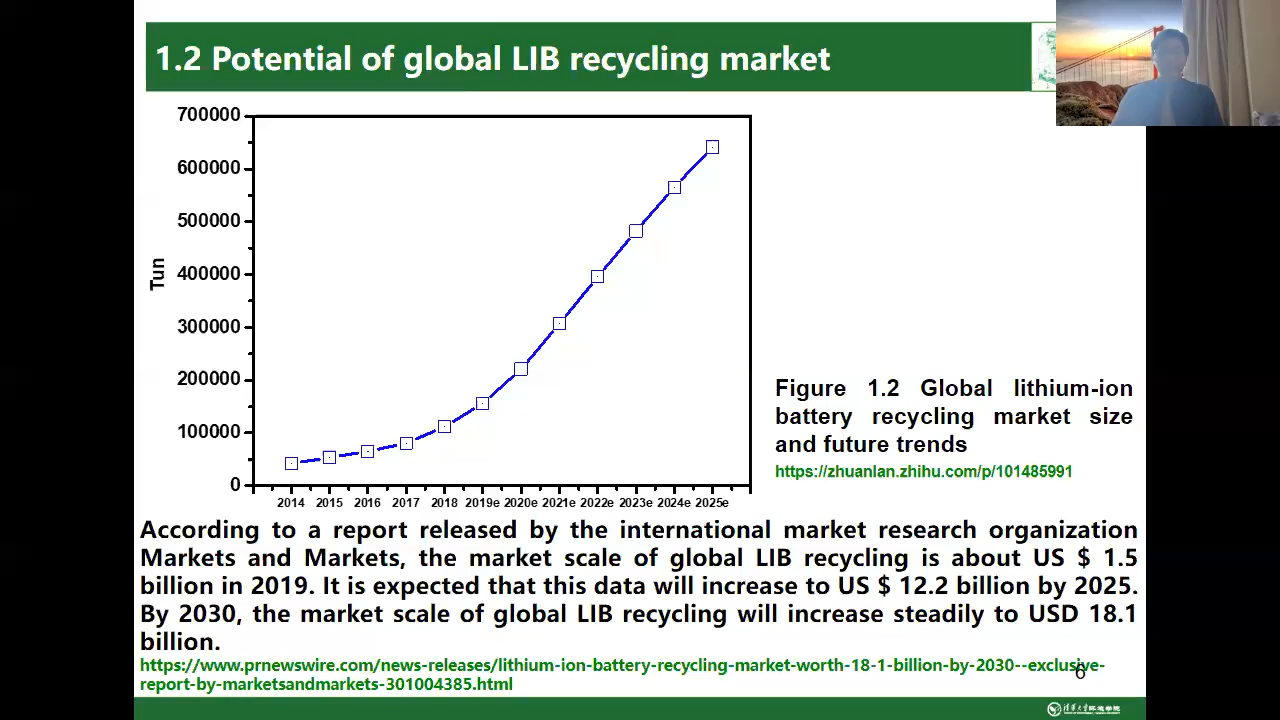 1.2 Potential of global LIB recycling market
700000
600000
500000
400000
300000
200000
100000
0
Tun
2014 2015 2016 2017 2018 2019e 2020e 2021e 2022e 2023e 2024e 2025e
Figure 1.2 Global lithium-ion
battery recycling market size
and future trends
https://zhuanlan.zhihu.com/p/101485991
According to a report released by the international market research organization
Markets and Markets, the market scale of global LIB recycling is about US $ 1.5
billion in 2019. It is expected that this data will increase to US $ 12.2 billion by 2025.
By 2030, the market scale of global LIB recycling will increase steadily to USD 18.1
billion.
https://www.prnewswire.com/news-releases/lithium-ion-battery-recycling-market-worth-18-1-billion-by-2030--exclusive-
report-by-marketsandmarkets-301004385.html
6